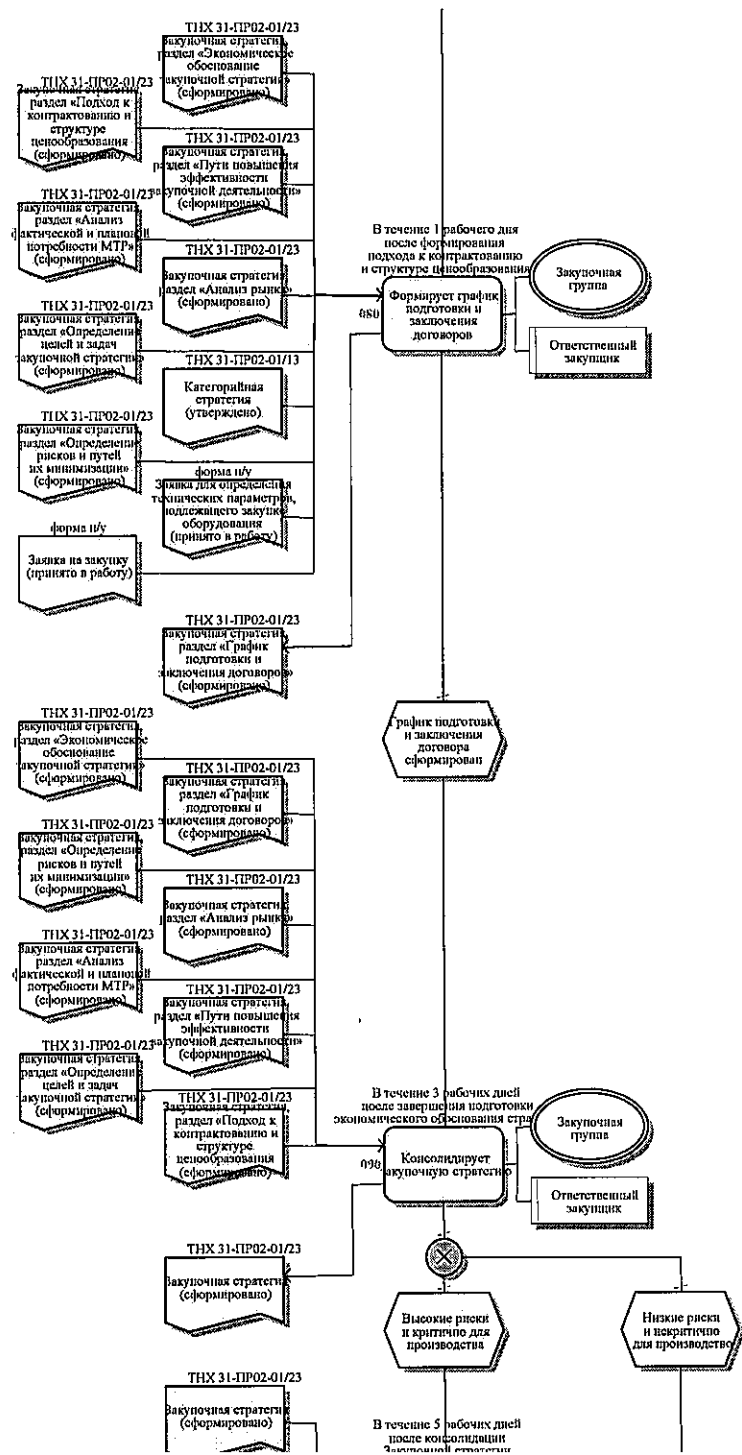 ТНХ 31-ПР02-01/23
Закупочная стратегия,
раздел «Экономическое
обоснование
закупочной стратегии»
(сформировано)
ТНХ 31-ПР02-01/23
Закупочная стратегия,
раздел «Подход к
контрактованию и
структуре
ценообразования
(сформировано)
ТНХ 31-ПР02-01/23
Закупочная стратегия,
раздел «Пути повышения
эффективности
закупочной деятельности»
(сформировано)
ТНХ 31-ПР02-01/23
Закупочная стратегия,
раздел «Анализ
фактической и плановой
потребности МТР»
(сформировано)
ТНХ 31-ПР02-01/23
Закупочная стратегия,
раздел «Анализ рынка»
(сформировано)
В течение 1 рабочего дня
после формирования
подхода к контрактованию
и структуре ценообразования
080
Формирует график
подготовки и
заключения
договоров
Закупочная
группа
Ответственный
закупщик
ТНХ 31-ПР02-01/23
Закупочная стратегия,
раздел «Определение
целей и задач
закупочной стратегии»
(сформировано)
ТНХ 31-ПР02-01/13
Категорийная
стратегия
(утверждено)
ТНХ 31-ПР02-01/23
Закупочная стратегия,
раздел «Определение
рисков и путей
их минимизации»
(сформировано)
форма н/у
Заявка для определения
технических параметров,
подлежащего закупке
оборудования
(принято в работу)
форма н/у
Заявка на закупку
(принято в работу)
ТНХ 31-ПР02-01/23
Закупочная стратегия,
раздел «График
подготовки и
заключения договоров»
(сформировано)
График подготовки
и заключения
договора
сформирован
ТНХ 31-ПР02-01/23
Закупочная стратегия,
раздел «Экономическое
обоснование
закупочной стратегии»
(сформировано)
ТНХ 31-ПР02-01/23
Закупочная стратегия,
раздел «График
подготовки и
заключения договоров»
(сформировано)
ТНХ 31-ПР02-01/23
Закупочная стратегия,
раздел «Определение
рисков и путей
их минимизации»
(сформировано)
ТНХ 31-ПР02-01/23
Закупочная стратегия,
раздел «Анализ рынка»
(сформировано)
ТНХ 31-ПР02-01/23
Закупочная стратегия,
раздел «Анализ
фактической и плановой
потребности МТР»
(сформировано)
ТНХ 31-ПР02-01/23
Закупочная стратегия,
раздел «Пути повышения
эффективности
закупочной деятельности»
(сформировано)
ТНХ 31-ПР02-01/23
Закупочная стратегия,
раздел «Определение
целей и задач
закупочной стратегии»
(сформировано)
ТНХ 31-ПР02-01/23
Закупочная стратегия,
раздел «Подход к
контрактованию и
структуре
ценообразования
(сформировано)
В течение 3 рабочих дней
после завершения подготовки
экономического обоснования стра
090
Консолидирует
закупочную стратегию
Закупочная
группа
Ответственный
закупщик
ТНХ 31-ПР02-01/23
Закупочная стратегия
(сформировано)
Высокие риски
и критично для
производства
Низкие риски
и некритично
для производства
ТНХ 31-ПР02-01/23
Закупочная стратегия
(сформировано)
В течение 5 рабочих дней
после консолидации
Закупочной стратегии